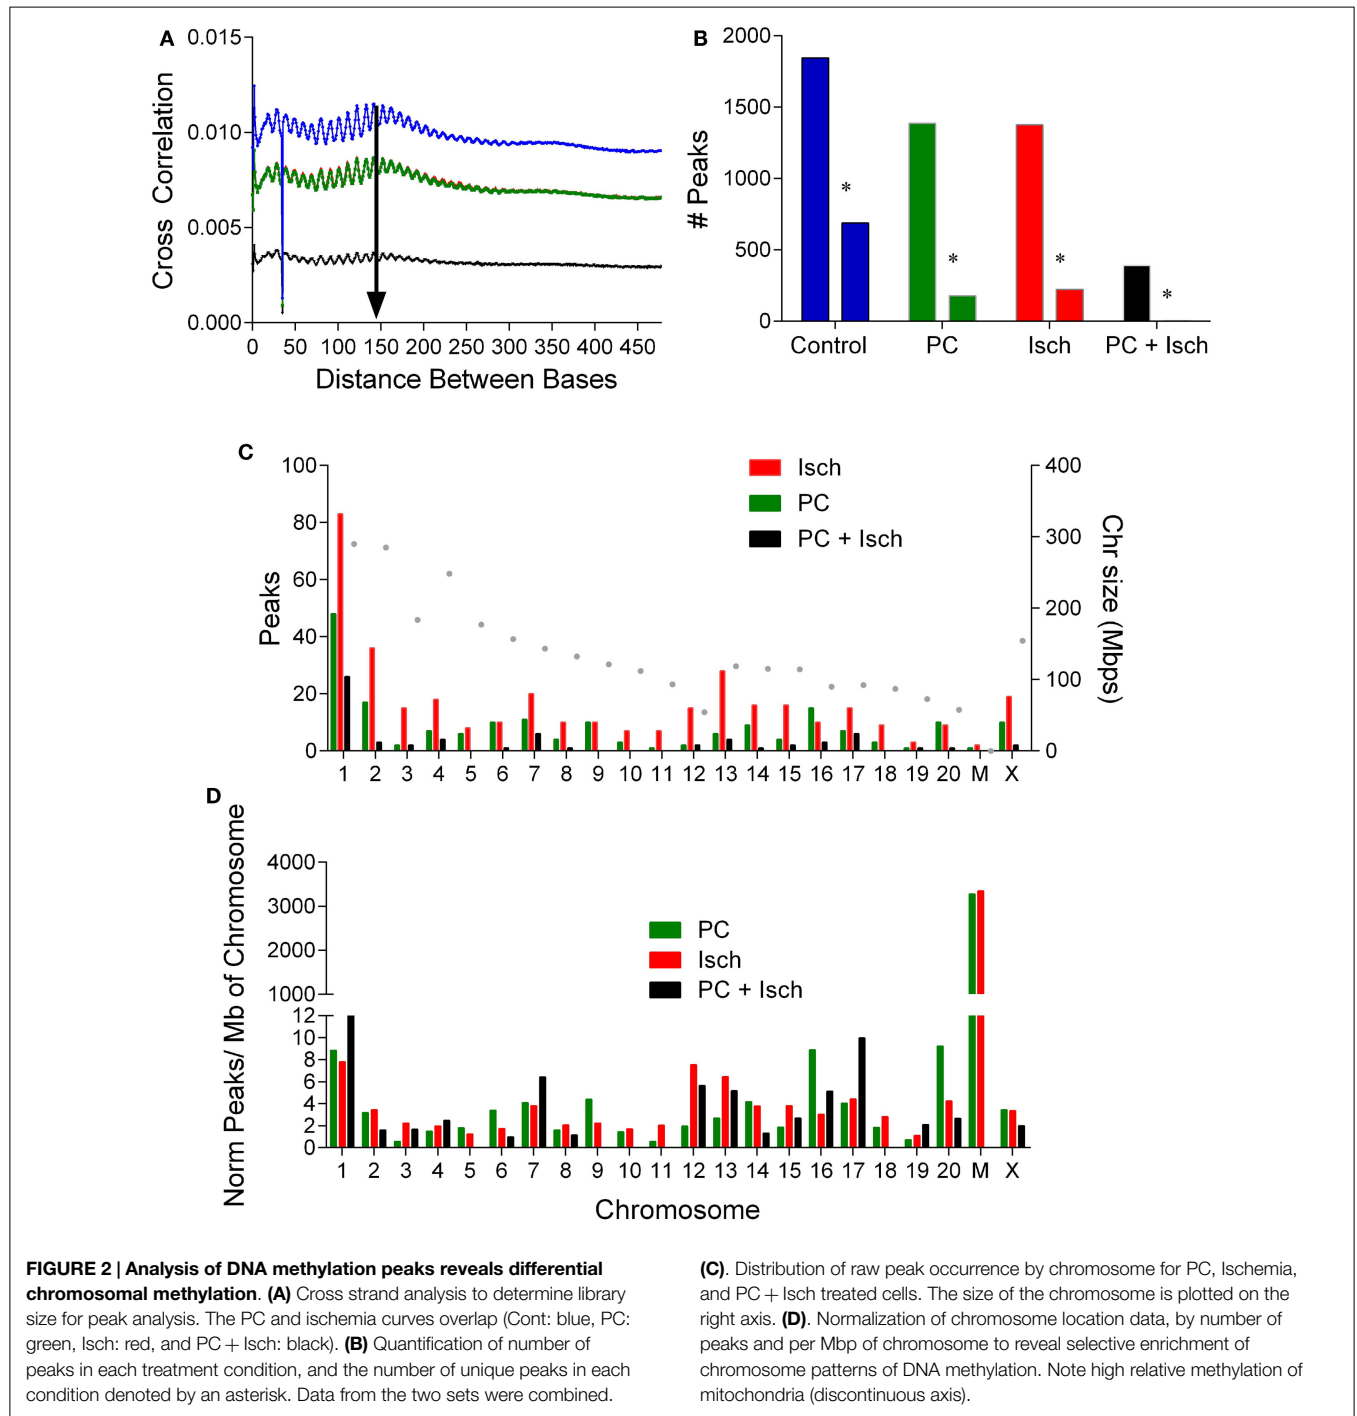 A
0.015
0.010
0.005
0.000
Cross Correlation
0 50 100 150 200 250 300 350 400 450
Distance Between Bases
B
2000
1500
1000
500
0
# Peaks
*
*
*
*
Control PC Isch PC + Isch
C
100
80
60
40
20
0
Peaks
Isch
PC
PC + Isch
400
300
200
100
0
Chr size (Mbps)
1 2 3 4 5 6 7 8 9 10 11 12 13 14 15 16 17 18 19 20 M X
D
Norm Peaks/ Mb of Chromosome
4000
3000
2000
1000
12
10
8
6
4
2
0
PC
Isch
PC + Isch
1 2 3 4 5 6 7 8 9 10 11 12 13 14 15 16 17 18 19 20 M X
Chromosome
FIGURE 2 | Analysis of DNA methylation peaks reveals differential
chromosomal methylation. (A) Cross strand analysis to determine library
size for peak analysis. The PC and ischemia curves overlap (Cont: blue, PC:
green, Isch: red, and PC + Isch: black). (B) Quantification of number of
peaks in each treatment condition, and the number of unique peaks in each
condition denoted by an asterisk. Data from the two sets were combined.
(C). Distribution of raw peak occurrence by chromosome for PC, Ischemia,
and PC + Isch treated cells. The size of the chromosome is plotted on the
right axis. (D). Normalization of chromosome location data, by number of
peaks and per Mbp of chromosome to reveal selective enrichment of
chromosome patterns of DNA methylation. Note high relative methylation of
mitochondria (discontinuous axis).